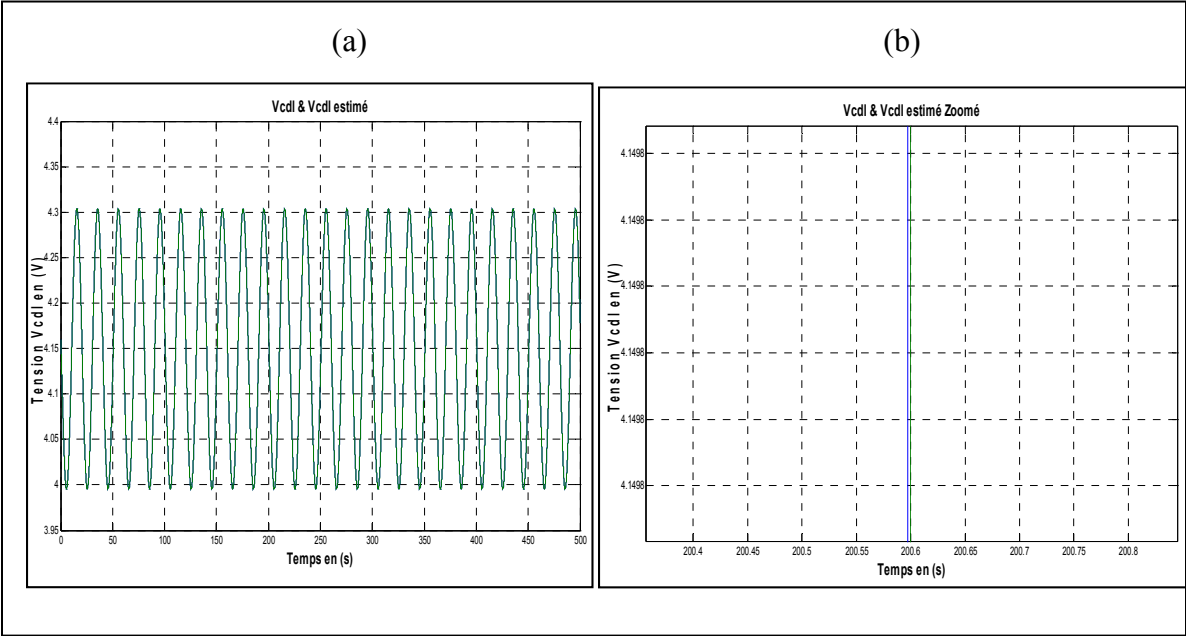 (a)
(b)
Vcdl & Vcdl estimé
4.4
4.35
4.3
4.25
4.2
4.15
4.1
4.05
4
3.95
Tension Vcdl en (V)
0 50 100 150 200 250 300 350 400 450 500
Temps en (s)
Vcdl & Vcdl estimé Zoomé
4.1498
4.1498
4.1498
4.1498
4.1498
4.1498
Tension Vcdl en (V)
200.4 200.45 200.5 200.55 200.6 200.65 200.7 200.75 200.8
Temps en (s)